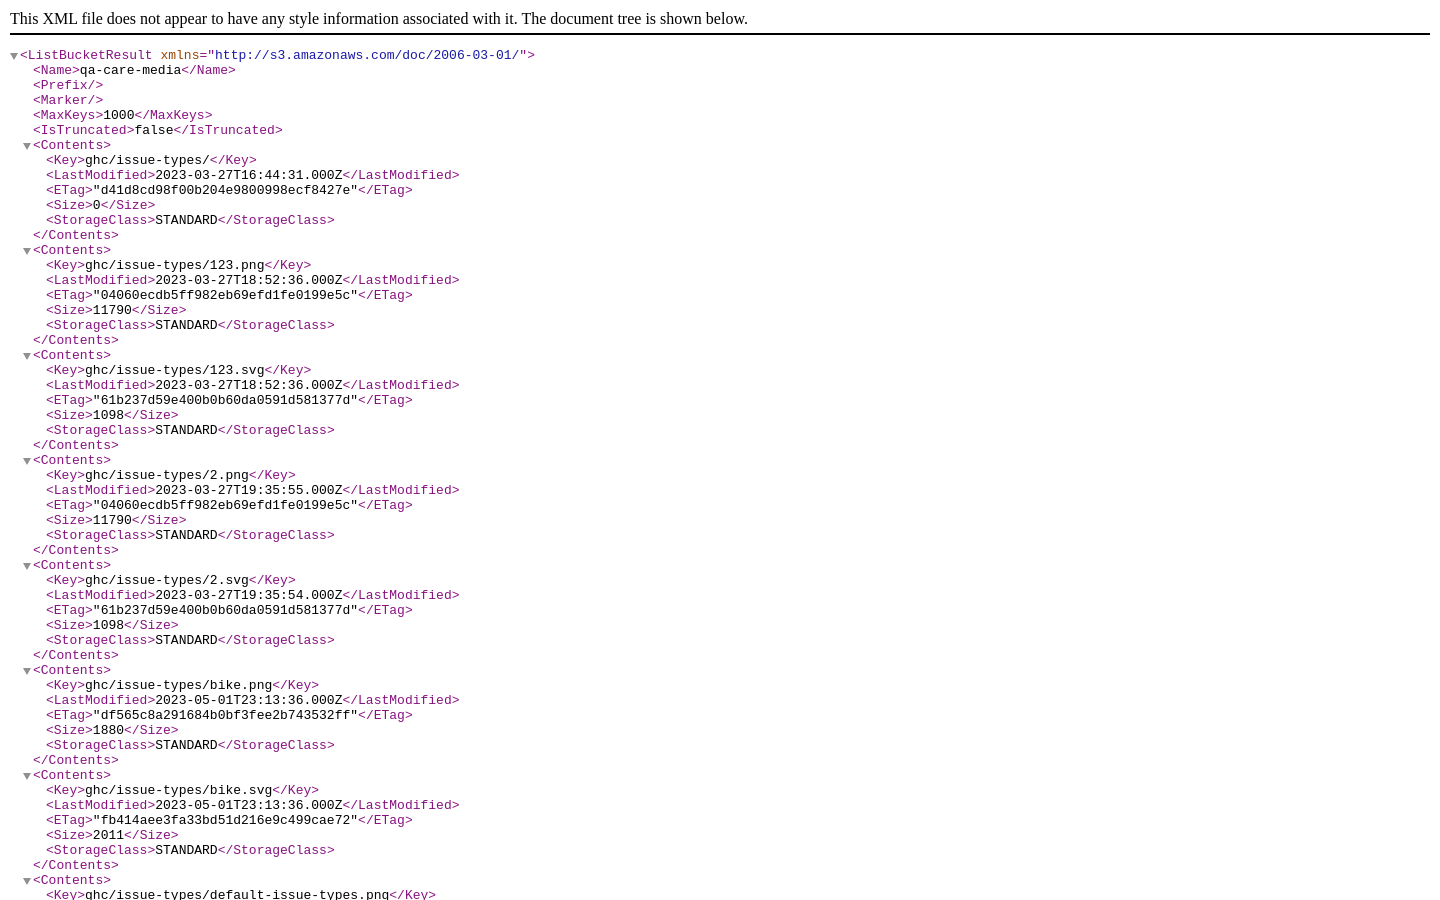 This XML file does not appear to have any style information associated with it. The document tree is shown below.
<ListBucketResult xmlns="http://s3.amazonaws.com/doc/2006-03-01/">
<Name>qa-care-media</Name>
<Prefix/>
<Marker/>
<MaxKeys>1000</MaxKeys>
<IsTruncated>false</IsTruncated>
<Contents>
<Key>ghc/issue-types/</Key>
<LastModified>2023-03-27T16:44:31.000Z</LastModified>
<ETag>"d41d8cd98f00b204e9800998ecf8427e"</ETag>
<Size>0</Size>
<StorageClass>STANDARD</StorageClass>
</Contents>
<Contents>
<Key>ghc/issue-types/123.png</Key>
<LastModified>2023-03-27T18:52:36.000Z</LastModified>
<ETag>"04060ecdb5ff982eb69efd1fe0199e5c"</ETag>
<Size>11790</Size>
<StorageClass>STANDARD</StorageClass>
</Contents>
<Contents>
<Key>ghc/issue-types/123.svg</Key>
<LastModified>2023-03-27T18:52:36.000Z</LastModified>
<ETag>"61b237d59e400b0b60da0591d581377d"</ETag>
<Size>1098</Size>
<StorageClass>STANDARD</StorageClass>
</Contents>
<Contents>
<Key>ghc/issue-types/2.png</Key>
<LastModified>2023-03-27T19:35:55.000Z</LastModified>
<ETag>"04060ecdb5ff982eb69efd1fe0199e5c"</ETag>
<Size>11790</Size>
<StorageClass>STANDARD</StorageClass>
</Contents>
<Contents>
<Key>ghc/issue-types/2.svg</Key>
<LastModified>2023-03-27T19:35:54.000Z</LastModified>
<ETag>"61b237d59e400b0b60da0591d581377d"</ETag>
<Size>1098</Size>
<StorageClass>STANDARD</StorageClass>
</Contents>
<Contents>
<Key>ghc/issue-types/bike.png</Key>
<LastModified>2023-05-01T23:13:36.000Z</LastModified>
<ETag>"df565c8a291684b0bf3fee2b743532ff"</ETag>
<Size>1880</Size>
<StorageClass>STANDARD</StorageClass>
</Contents>
<Contents>
<Key>ghc/issue-types/bike.svg</Key>
<LastModified>2023-05-01T23:13:36.000Z</LastModified>
<ETag>"fb414aee3fa33bd51d216e9c499cae72"</ETag>
<Size>2011</Size>
<StorageClass>STANDARD</StorageClass>
</Contents>
<Contents>
<Key>ghc/issue-types/default-issue-types.png</Key>